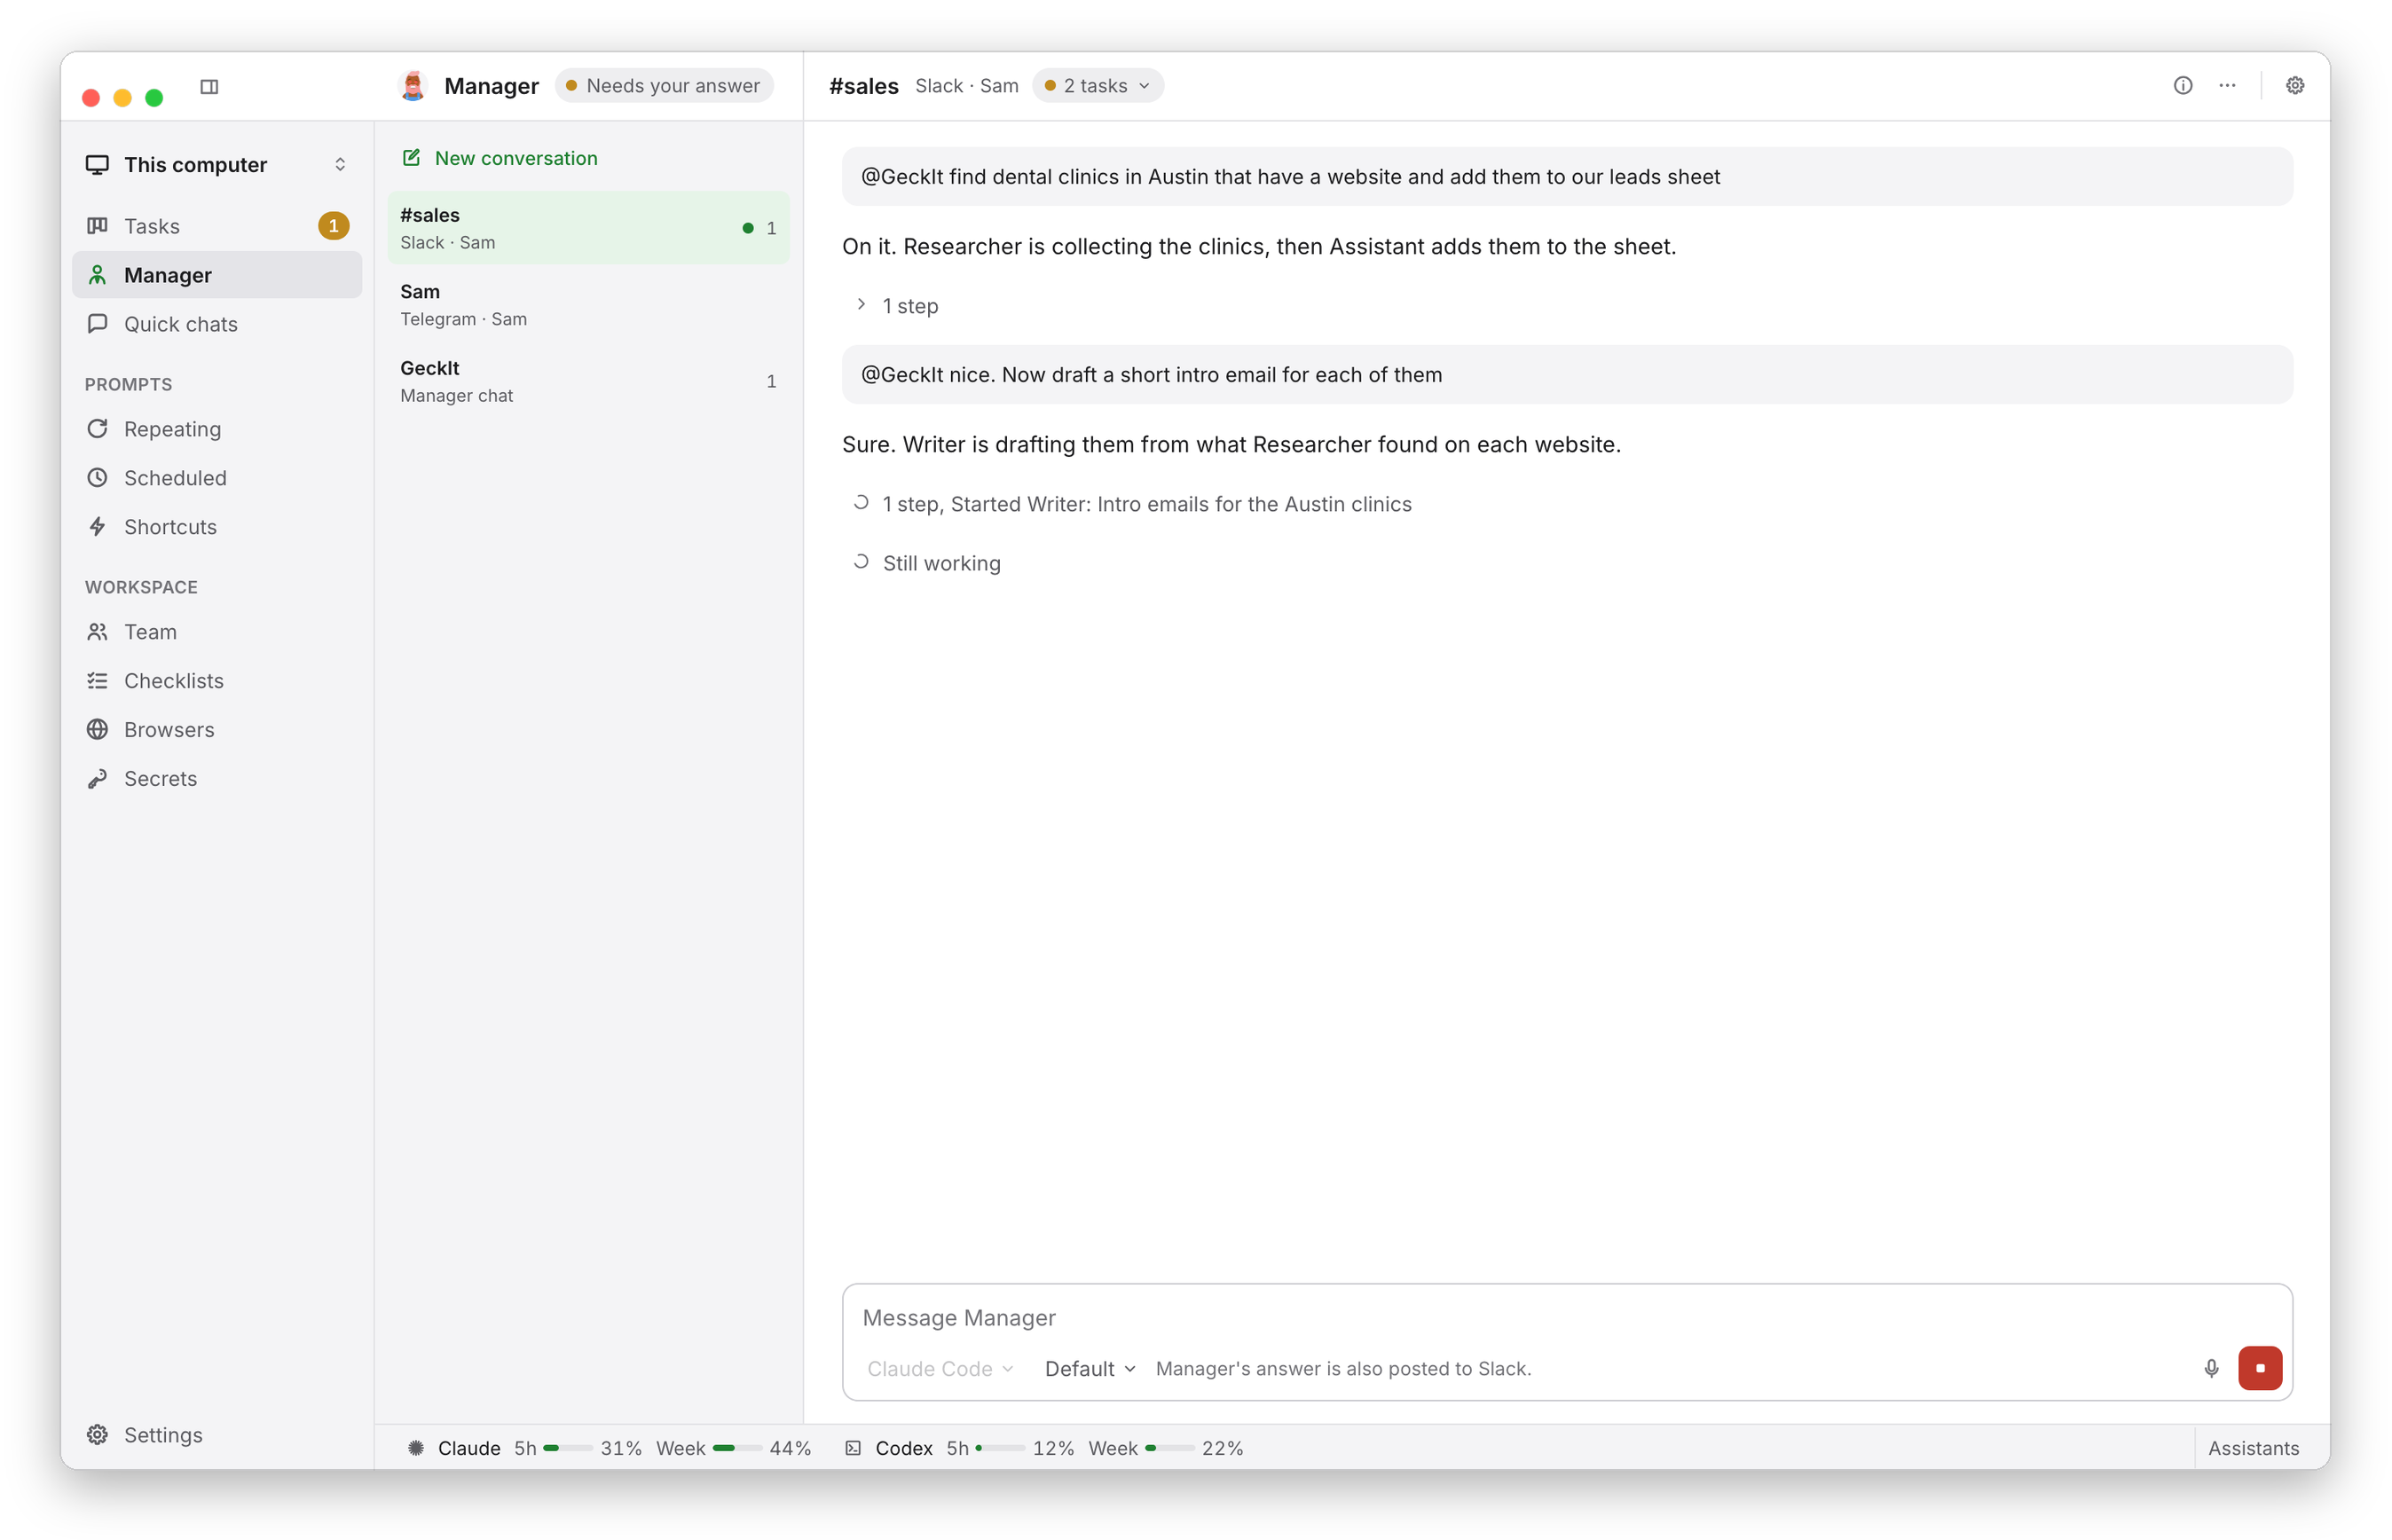 Manager
Needs your answer
#sales Slack · Sam
2 tasks
This computer
Tasks 1
Manager
Quick chats
PROMPTS
Repeating
Scheduled
Shortcuts
WORKSPACE
Team
Checklists
Browsers
Secrets
Settings
New conversation
#sales
Slack · Sam
1
Sam
Telegram · Sam
GeckIt
Manager chat
1
@GeckIt find dental clinics in Austin that have a website and add them to our leads sheet
On it. Researcher is collecting the clinics, then Assistant adds them to the sheet.
1 step
@GeckIt nice. Now draft a short intro email for each of them
Sure. Writer is drafting them from what Researcher found on each website.
1 step, Started Writer: Intro emails for the Austin clinics
Still working
Message Manager
Claude Code Default Manager's answer is also posted to Slack.
Claude 5h 31% Week 44% Codex 5h 12% Week 22%
Assistants